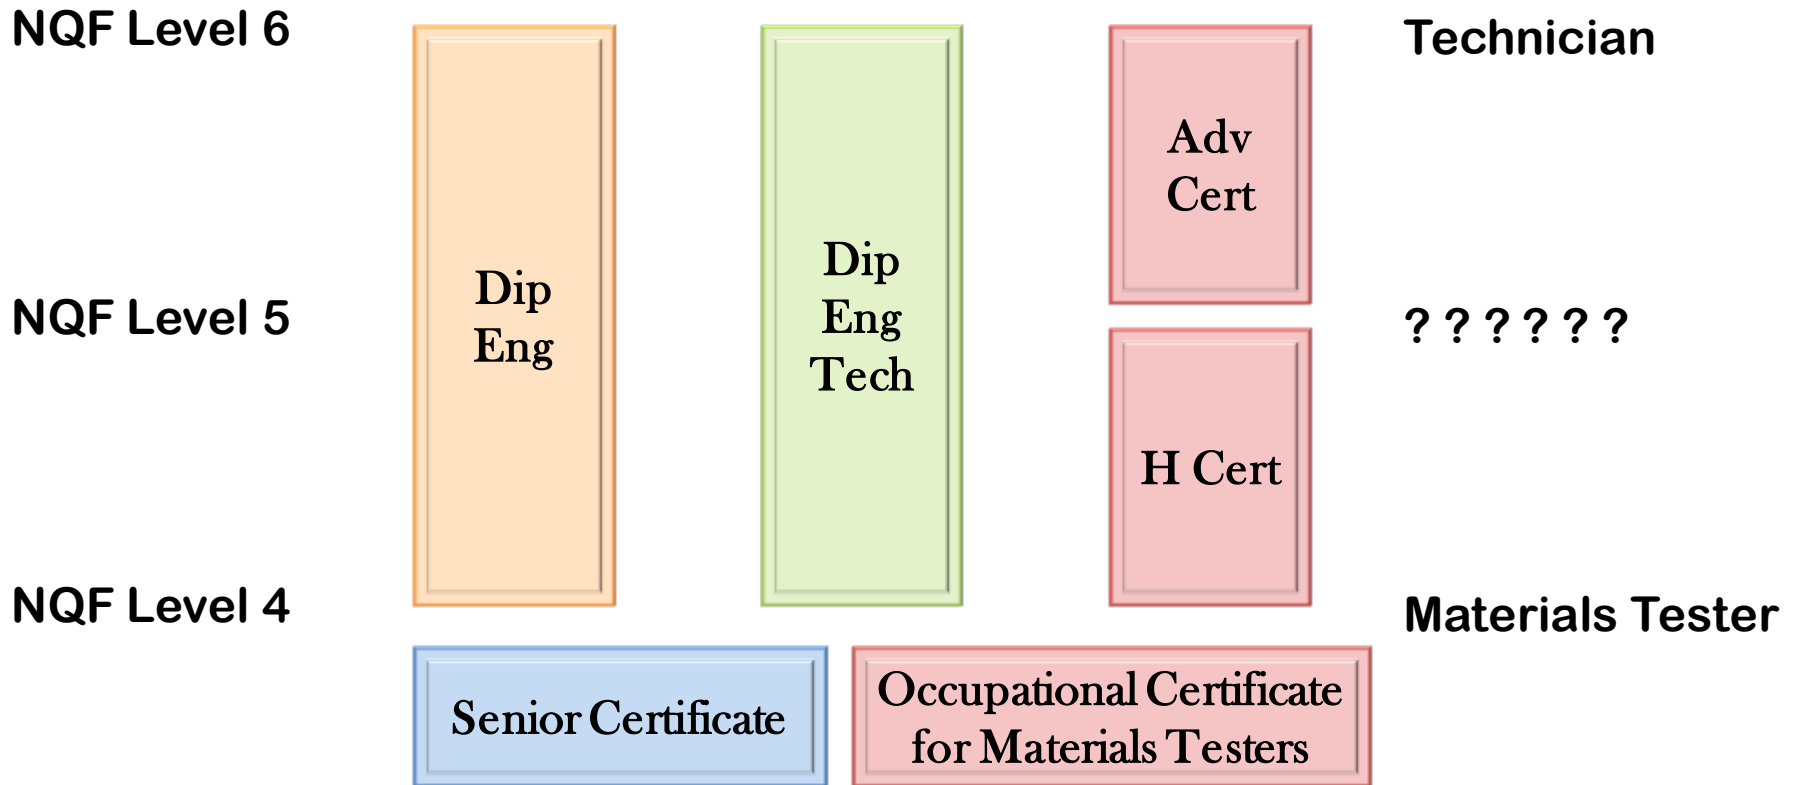 NQF Level 6
Technician
Adv
Cert
Dip
Eng
Dip
Eng
Tech
NQF Level 5
? ? ? ? ? ?
H Cert
NQF Level 4
Materials Tester
Senior Certificate
Occupational Certificate
for Materials Testers